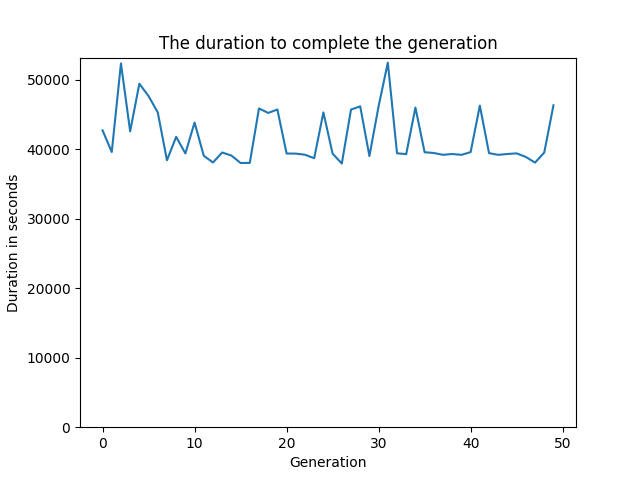 The duration to complete the generation
50000
40000
30000
20000
10000
0
Duration in seconds
0 10 20 30 40 50
Generation